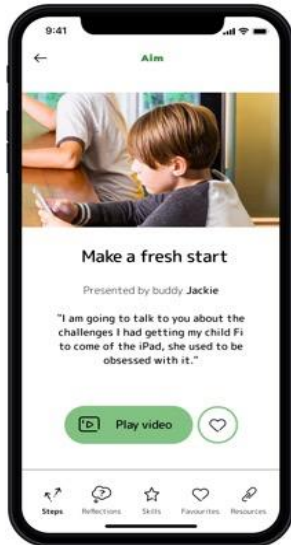 9:41
Aim
Make a fresh start
Presented by buddy Jackie
"I am going to talk to you about the
challenges I had getting my child Fi
to come of the iPad, she used to be
obsessed with it."
Play video
Steps Reflections Skills Favourites Resources